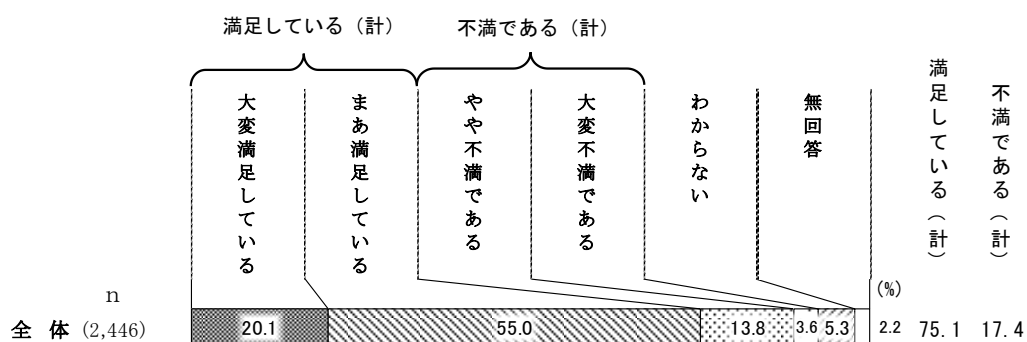 満足している（計） 不満である（計）
大変満足している
まあ満足している
やや不満である
大変不満である
わからない
無回答
満足している（計）
不満である（計）
(%)
n
全 体 (2,446) 20.1 55.0 13.8 3.6 5.3 2.2 75.1 17.4